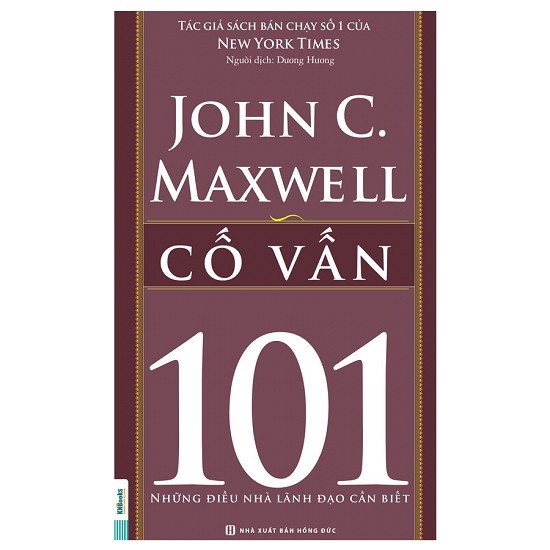 TÁC GIẢ SÁCH BÁN CHẠY SỐ 1 CỦA
NEW YORK TIMES
Người dịch: Dương Hương
JOHN C.
MAXWELL
CỐ VẤN
101
NHỮNG ĐIỀU NHÀ LÃNH ĐẠO CẦN BIẾT
NHÀ XUẤT BẢN HỒNG ĐỨC
KNBooks